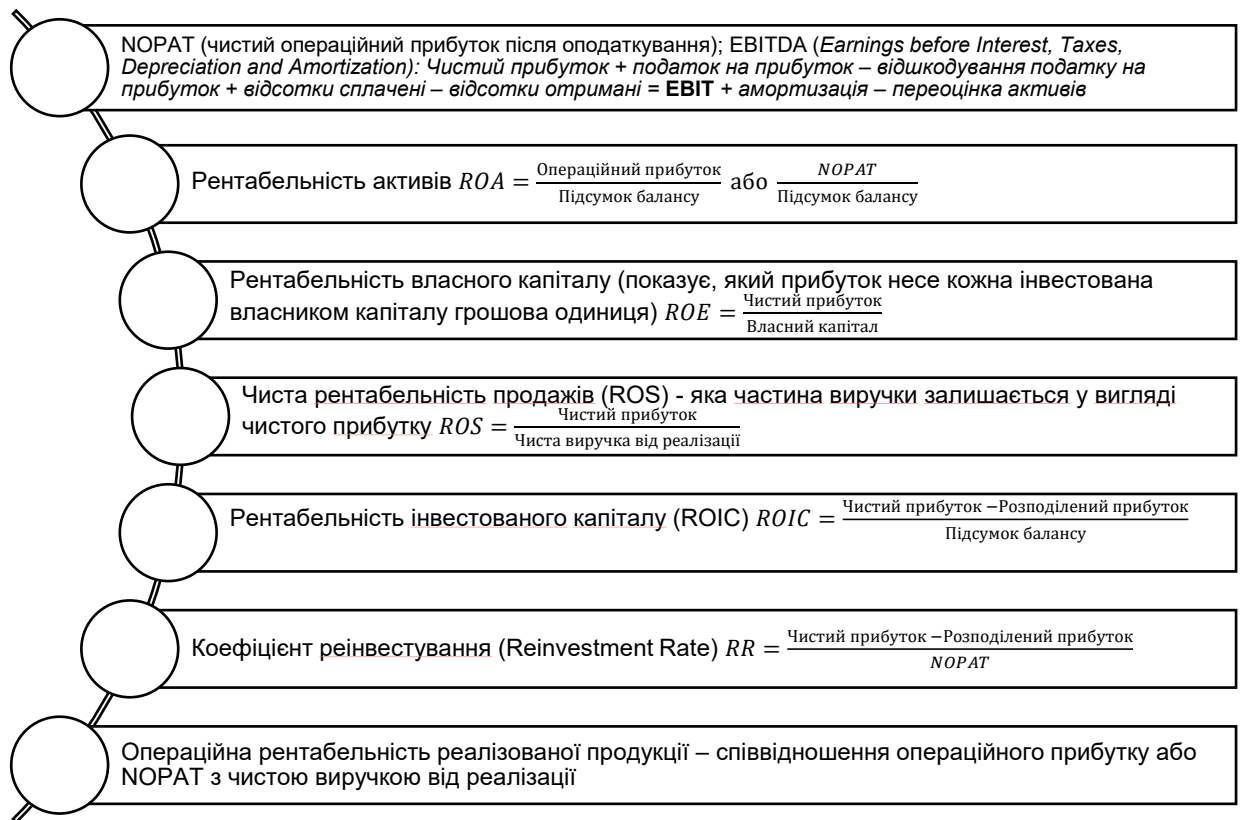 NOPAT (чистий операційний прибуток після оподаткування); EBITDA (Earnings before Interest, Taxes,
Depreciation and Amortization): Чистий прибуток + податок на прибуток – відшкодування податку на
прибуток + відсотки сплачені – відсотки отримані = EBIT + амортизація – переоцінка активів
Рентабельність активів ROA = Операційний прибуток / Підсумок балансу або NOPAT / Підсумок балансу
Рентабельність власного капіталу (показує, який прибуток несе кожна інвестована
власником капіталу грошова одиниця) ROE = Чистий прибуток / Власний капітал
Чиста рентабельність продажів (ROS) - яка частина виручки залишається у вигляді
чистого прибутку ROS = Чистий прибуток / Чиста виручка від реалізації
Рентабельність інвестованого капіталу (ROIC) ROIC = Чистий прибуток –Розподілений прибуток / Підсумок балансу
Коефіцієнт реінвестування (Reinvestment Rate) RR = Чистий прибуток –Розподілений прибуток / NOPAT
Операційна рентабельність реалізованої продукції – співвідношення операційного прибутку або
NOPAT з чистою виручкою від реалізації